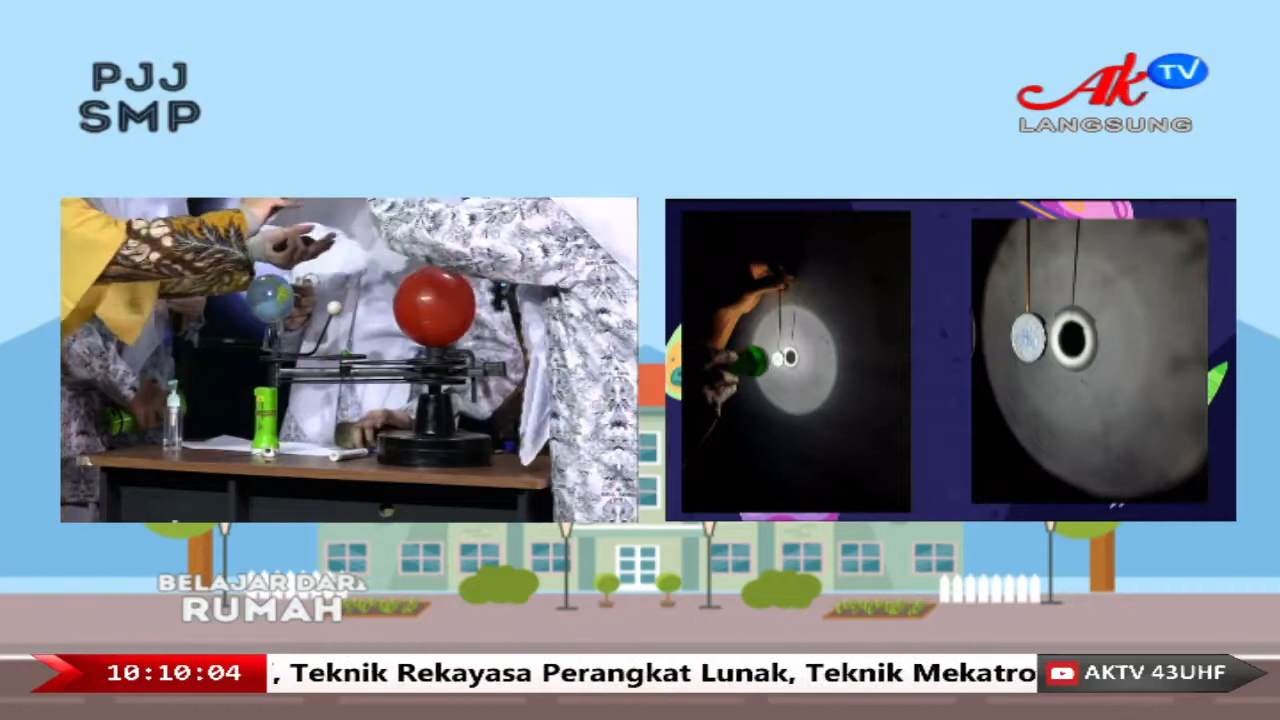 PJJ
SMP
Ak TV
LANGSUNG
BELAJAR DARI
RUMAH
10:10:04
, Teknik Rekayasa Perangkat Lunak, Teknik Mekatro
AKTV 43UHF